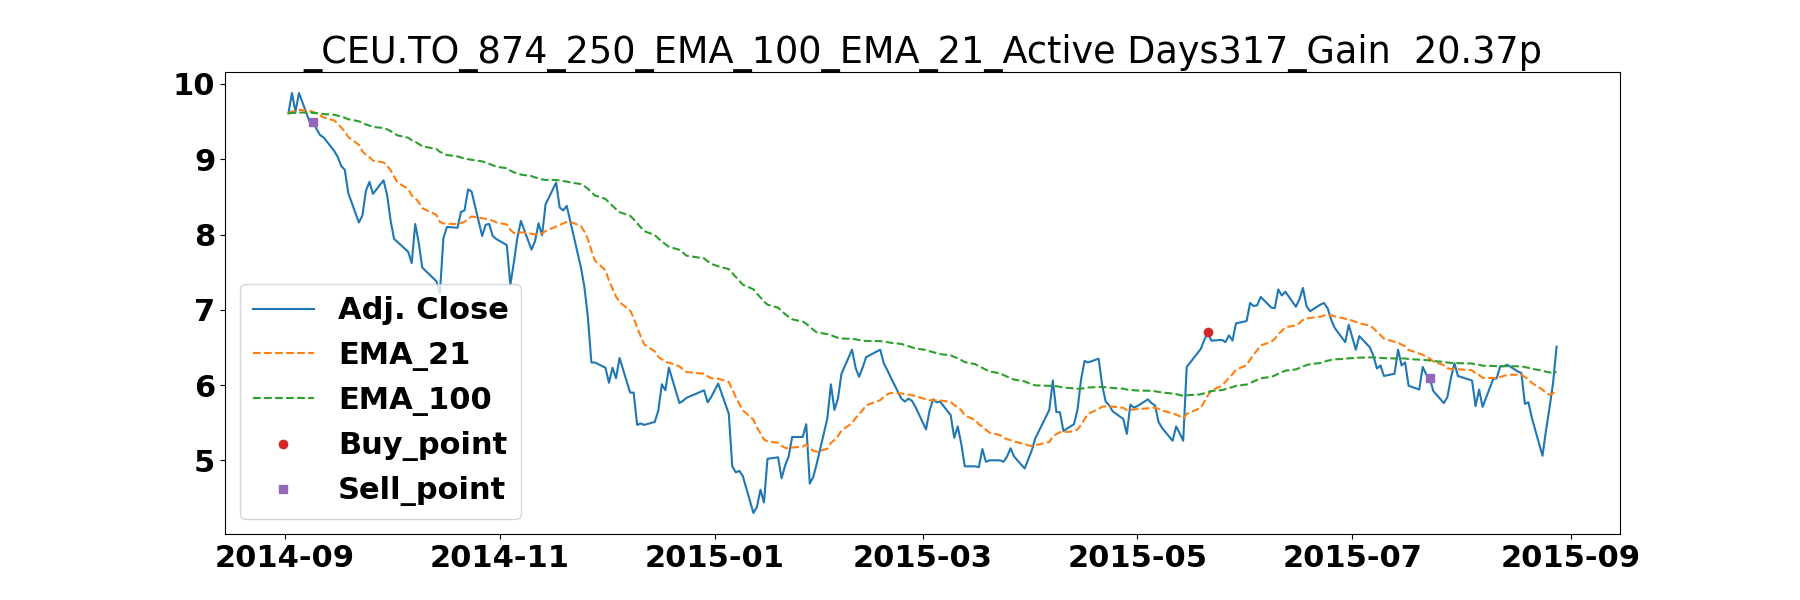 _CEU.TO_874_250_EMA_100_EMA_21_Active Days317_Gain  20.37p
10
9
8
7
6
5
Adj. Close
EMA_21
EMA_100
Buy_point
Sell_point
2014-09 2014-11 2015-01 2015-03 2015-05 2015-07 2015-09